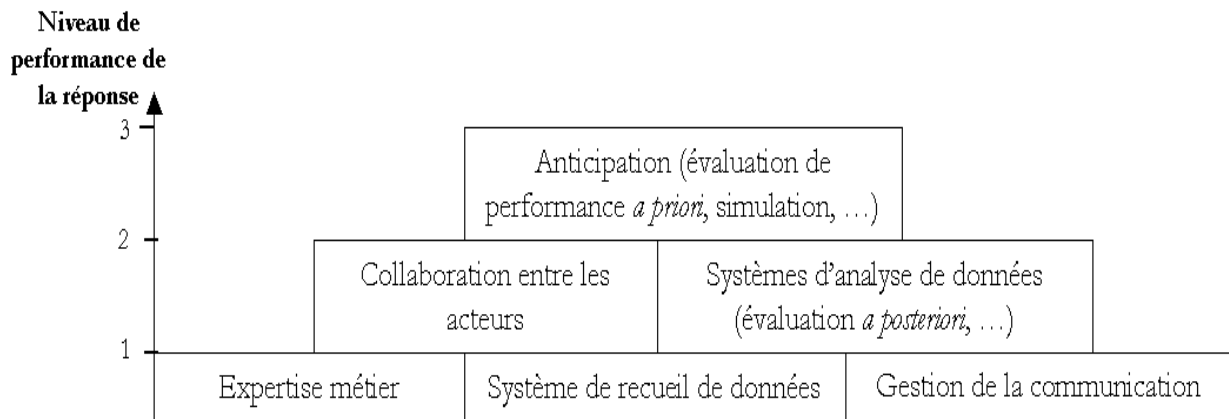 Niveau de
performance de
la réponse
3
Anticipation (évaluation de
performance a priori, simulation, …)
2
Collaboration entre les
acteurs
Systèmes d'analyse de données
(évaluation a posteriori, …)
1
Expertise métier
Système de recueil de données
Gestion de la communication